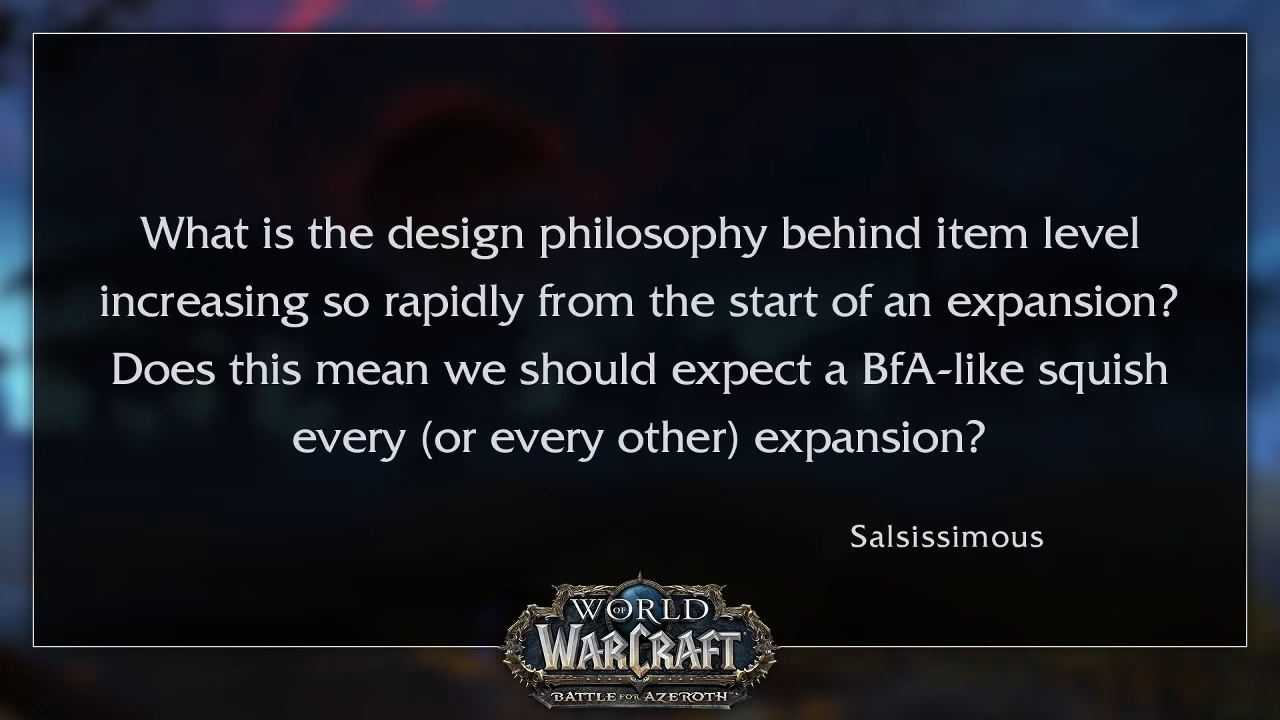 What is the design philosophy behind item level
increasing so rapidly from the start of an expansion?
Does this mean we should expect a BfA-like squish
every (or every other) expansion?
Salsissimous
WORLD
OF
WARCRAFT
BATTLE FOR AZEROTH